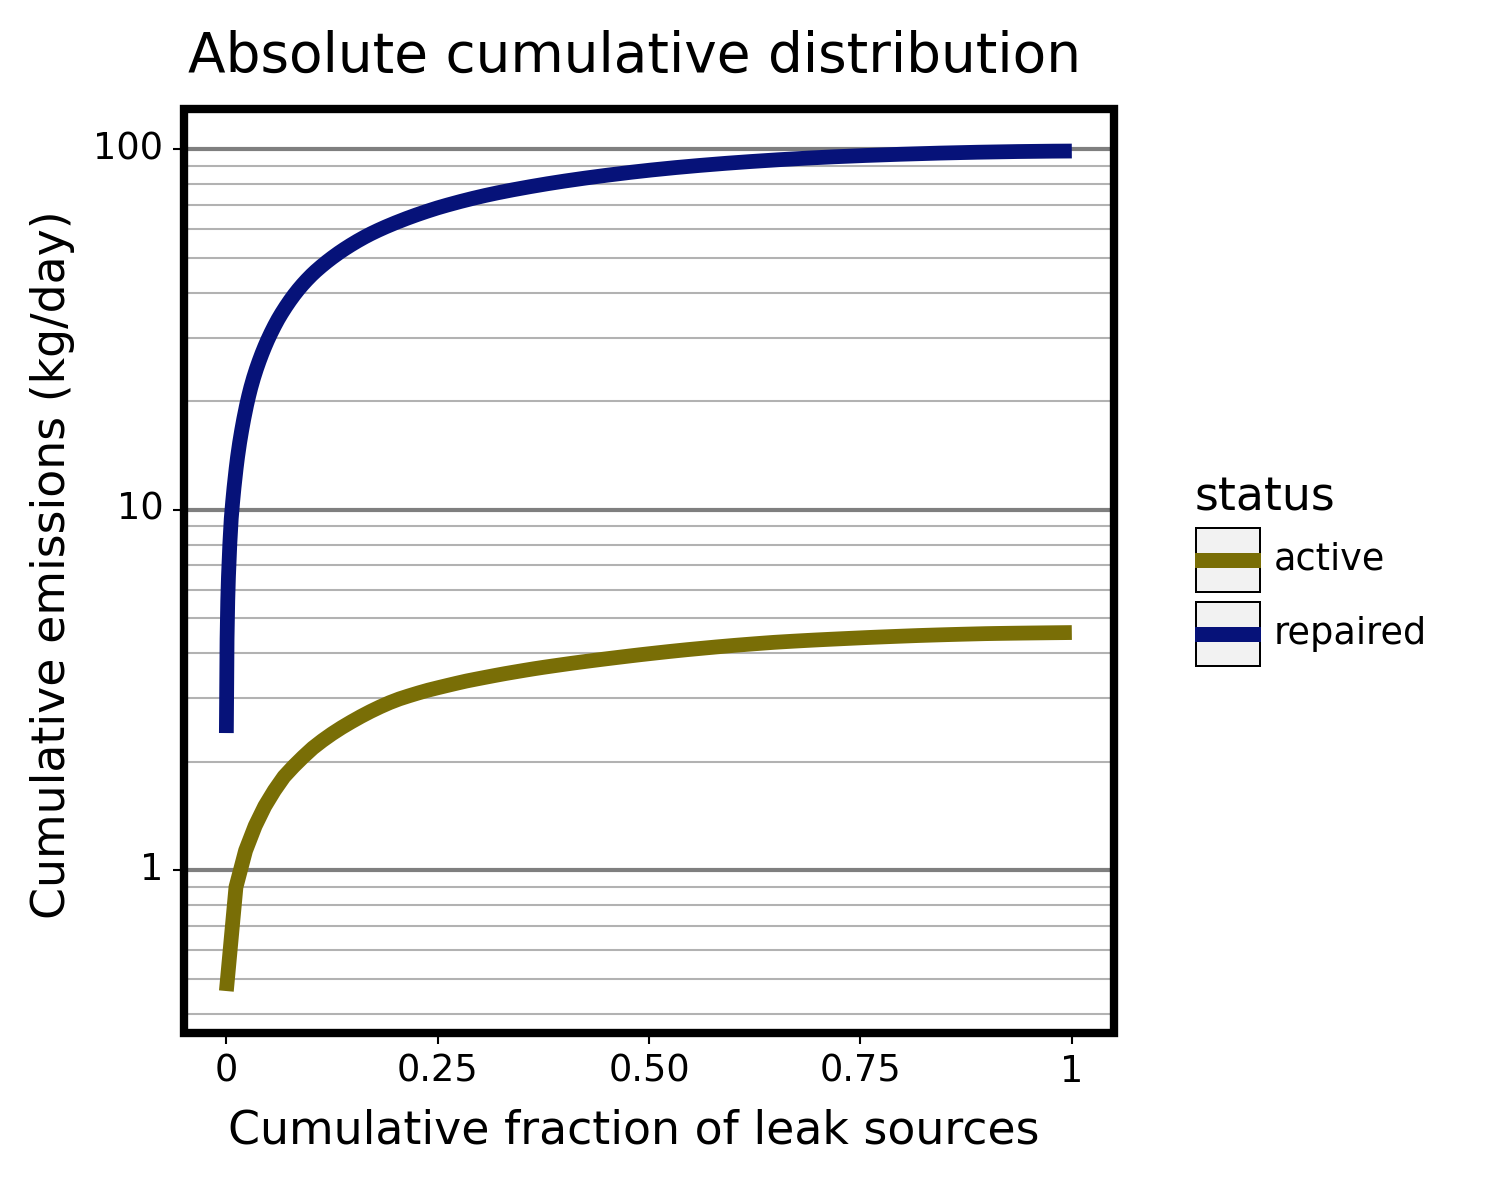 Absolute cumulative distribution
Cumulative emissions (kg/day)
100
10
1
0
0.25
0.50
0.75
1
Cumulative fraction of leak sources
status
active
repaired